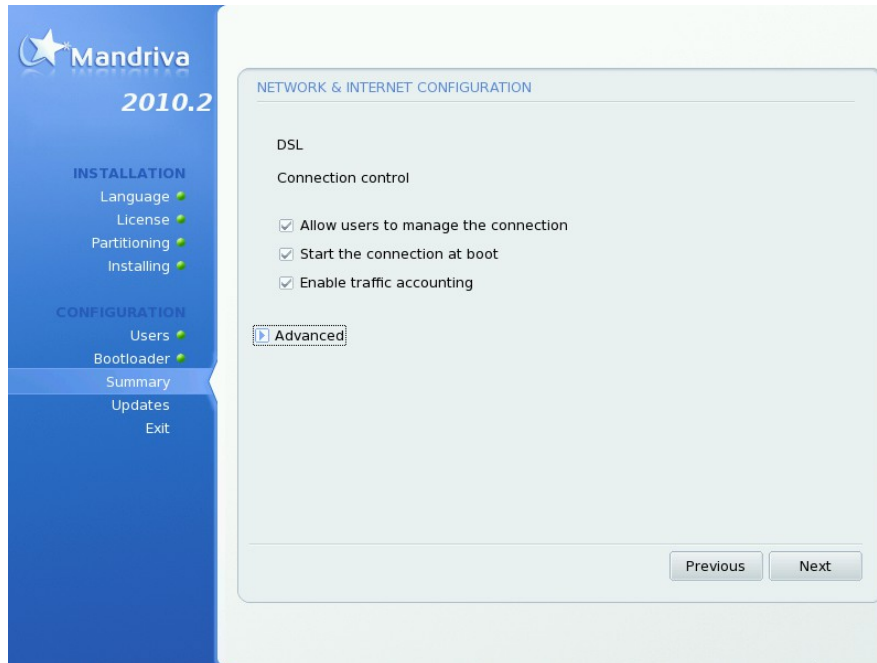 Mandriva
2010.2
INSTALLATION
Language
License
Partitioning
Installing
CONFIGURATION
Users
Bootloader
Summary
Updates
Exit
NETWORK & INTERNET CONFIGURATION
DSL
Connection control
Allow users to manage the connection
Start the connection at boot
Enable traffic accounting
Advanced
Previous
Next